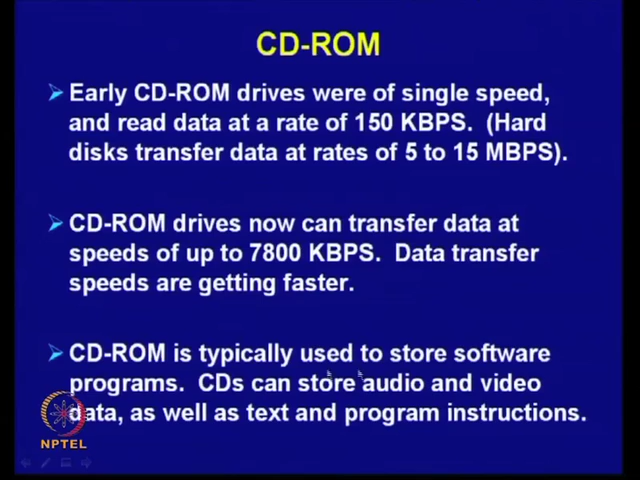 CD-ROM
Early CD-ROM drives were of single speed,
and read data at a rate of 150 KBPS. (Hard
disks transfer data at rates of 5 to 15 MBPS).
CD-ROM drives now can transfer data at
speeds of up to 7800 KBPS. Data transfer
speeds are getting faster.
CD-ROM is typically used to store software
programs. CDs can store audio and video
data, as well as text and program instructions.
NPTEL